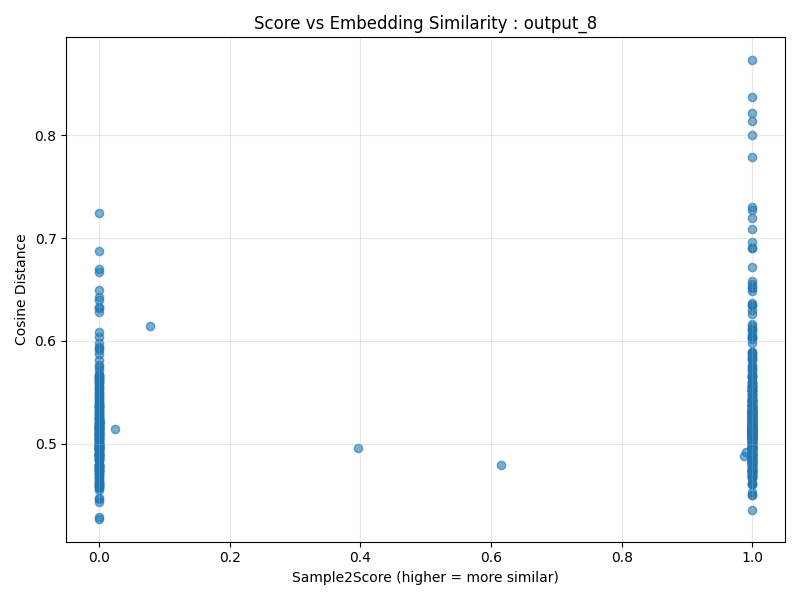 Score vs Embedding Similarity : output_8
Cosine Distance
0.8
0.7
0.6
0.5
0.0 0.2 0.4 0.6 0.8 1.0
Sample2Score (higher = more similar)